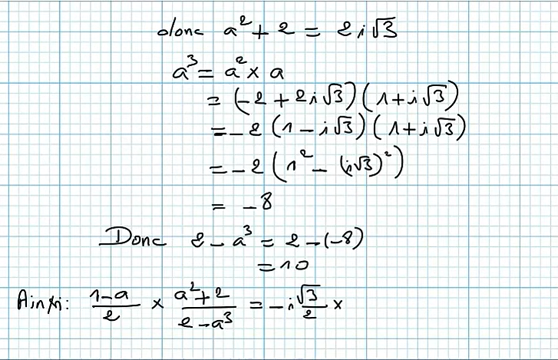 donc a² + 2 = 2i√3
a³ = a² × a
= (-2 + 2i√3)(1 + i√3)
= -2(1 - i√3)(1 + i√3)
= -2(1² - (i√3)²)
= -8
Donc 2 - a³ = 2 - (-8)
= 10
Ainsi: (1-a)/2 × (a²+2)/(2-a³) = -i √3/2 ×